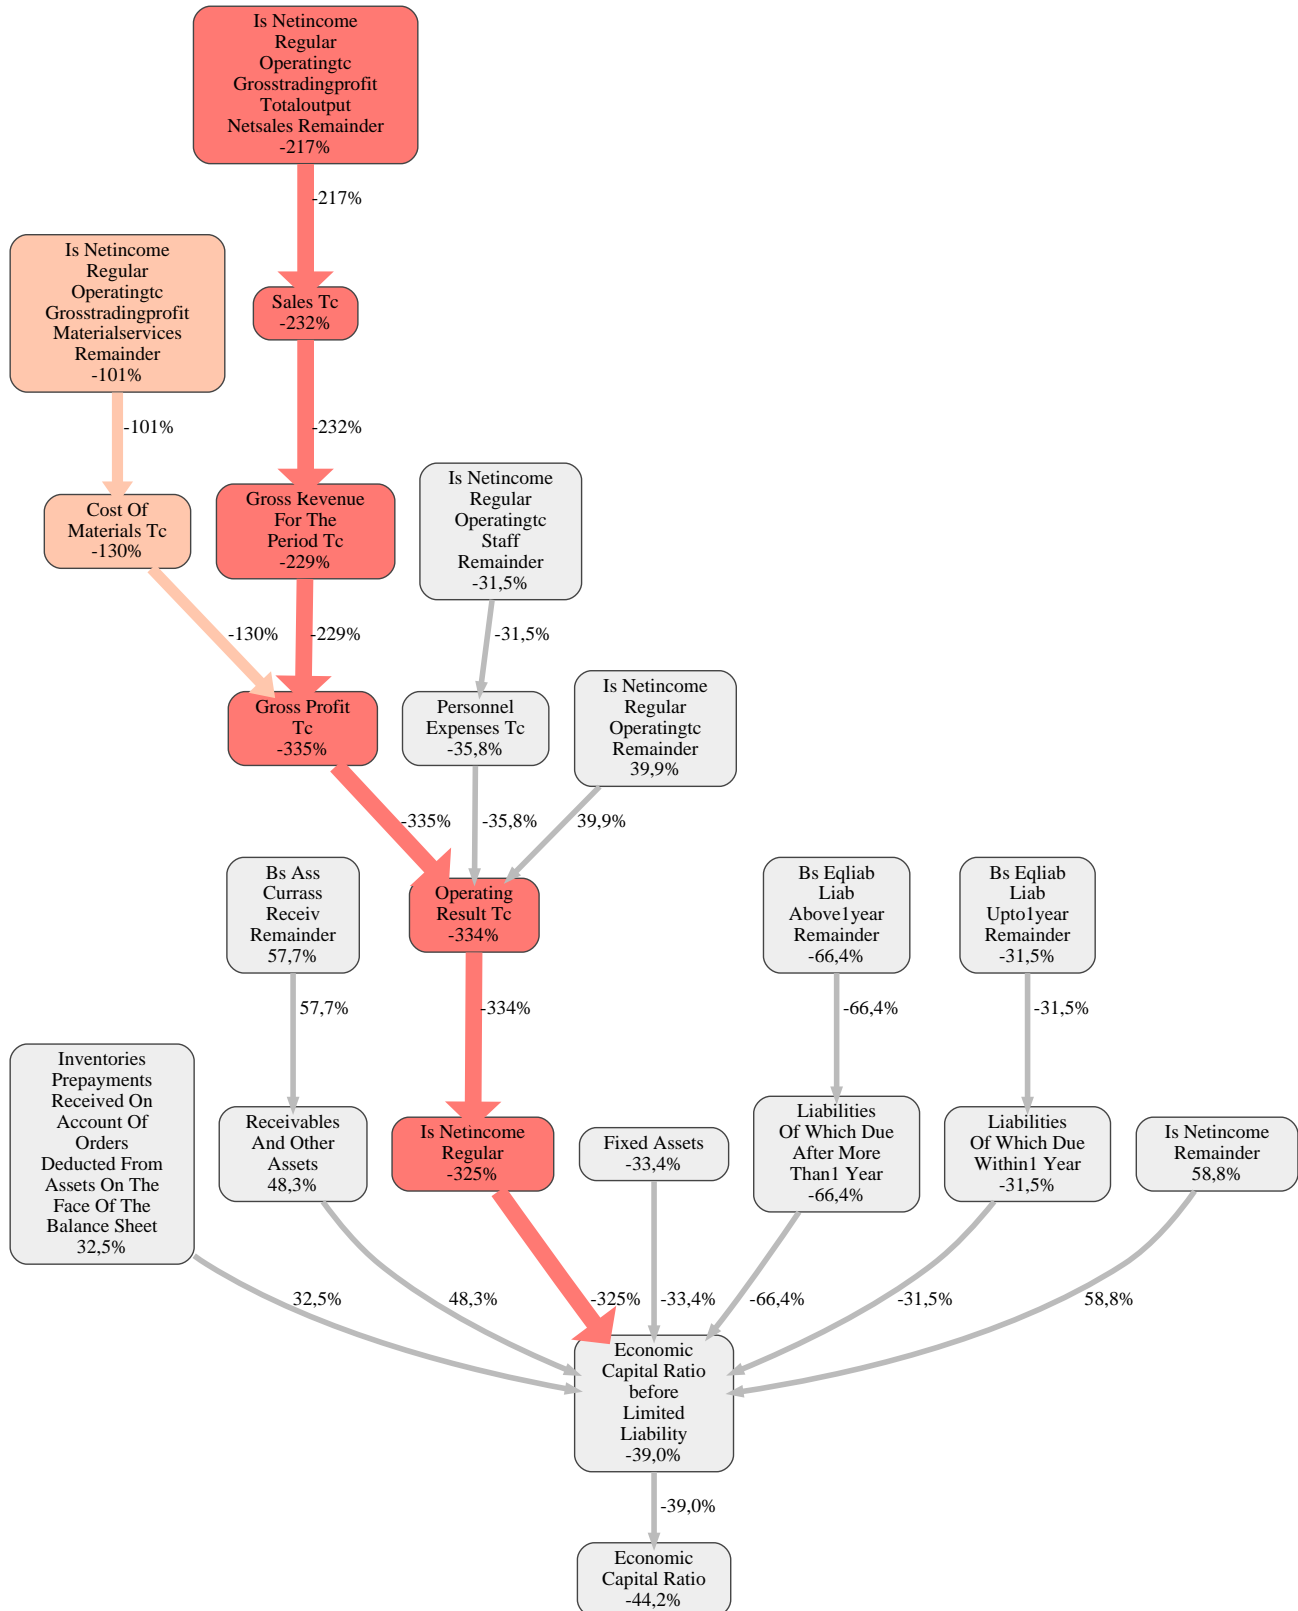 Is Netincome
Regular
Operatingtc
Grosstradingprofit
Totaloutput
Netsales Remainder
-217%
-217%
Is Netincome
Regular
Operatingtc
Grosstradingprofit
Materialservices
Remainder
-101%
Sales Tc
-232%
-101%
-232%
Is Netincome
Regular
Operatingtc
Staff
Remainder
-31,5%
Cost Of
Materials Tc
-130%
Gross Revenue
For The
Period Tc
-229%
-130%
-229%
-31,5%
Is Netincome
Regular
Operatingtc
Remainder
39,9%
Gross Profit
Tc
-335%
Personnel
Expenses Tc
-35,8%
-335%
-35,8%
39,9%
Bs Ass
Currass
Receiv
Remainder
57,7%
Operating
Result Tc
-334%
Bs Eqliab
Liab
Above1year
Remainder
-66,4%
Bs Eqliab
Liab
Upto1year
Remainder
-31,5%
57,7%
-334%
-66,4%
-31,5%
Inventories
Prepayments
Received On
Account Of
Orders
Deducted From
Assets On The
Face Of The
Balance Sheet
32,5%
Receivables
And Other
Assets
48,3%
Is Netincome
Regular
-325%
Fixed Assets
-33,4%
Liabilities
Of Which Due
After More
Than1 Year
-66,4%
Liabilities
Of Which Due
Within1 Year
-31,5%
Is Netincome
Remainder
58,8%
32,5%
48,3%
-325%
-33,4%
-66,4%
-31,5%
58,8%
Economic
Capital Ratio
before
Limited
Liability
-39,0%
-39,0%
Economic
Capital Ratio
-44,2%